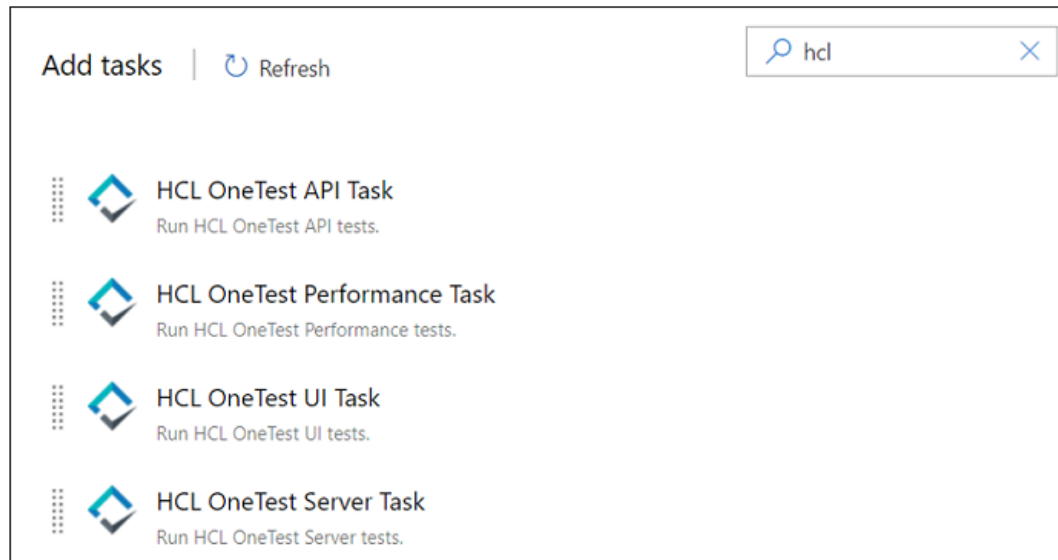 Add tasks
Refresh
hcl
HCL OneTest API Task
Run HCL OneTest API tests.
HCL OneTest Performance Task
Run HCL OneTest Performance tests.
HCL OneTest UI Task
Run HCL OneTest UI tests.
HCL OneTest Server Task
Run HCL OneTest Server tests.